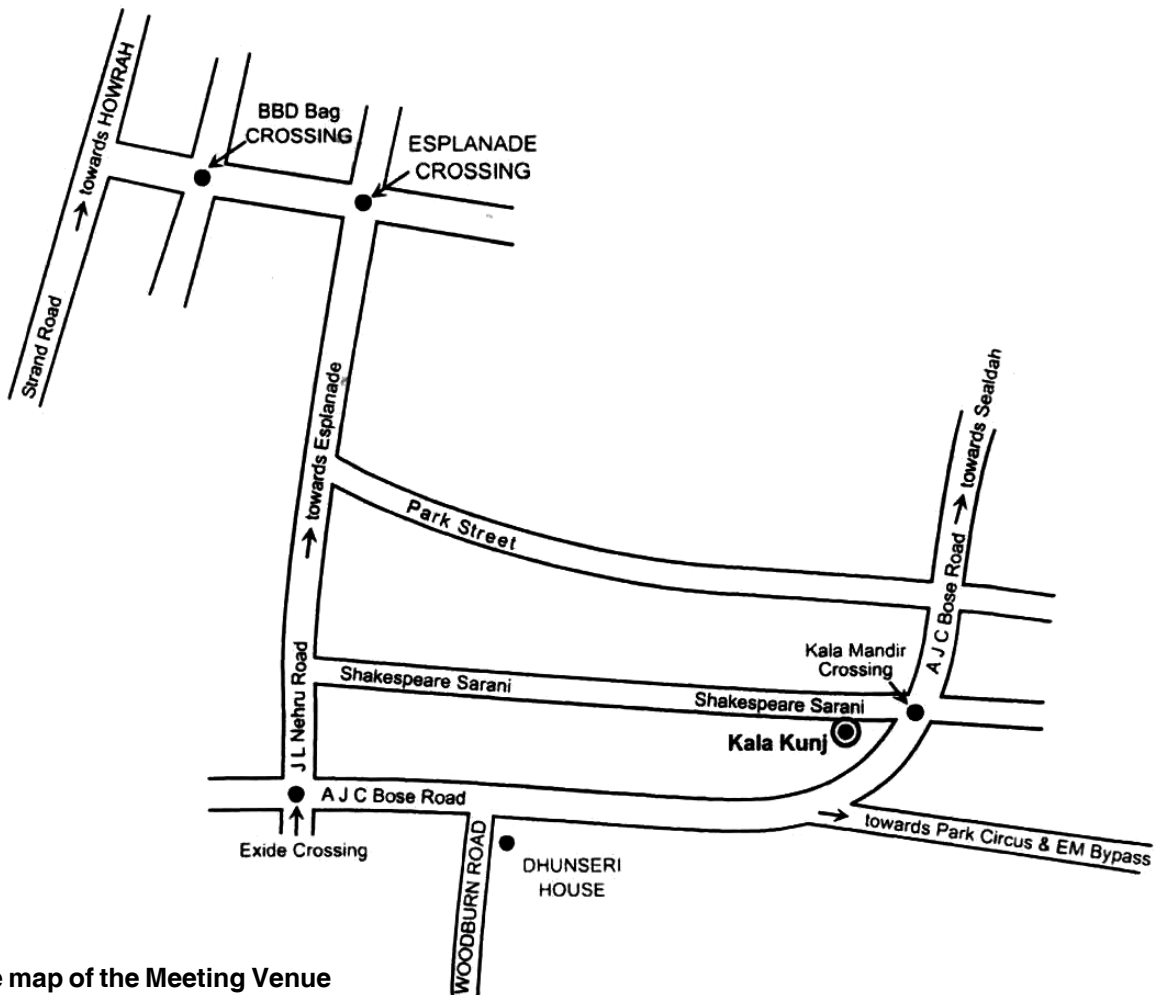 towards HOWRAH
Strand Road
BBD Bag
CROSSING
ESPLANADE
CROSSING
towards Esplanade
J L Nehru Road
Park Street
towards Sealdah
A J C Bose Road
Kala Mandir
Crossing
Shakespeare Sarani
Shakespeare Sarani
Kala Kunj
A J C Bose Road
Exide Crossing
WOODBURN ROAD
DHUNSERI
HOUSE
towards Park Circus & EM Bypass
map of the Meeting Venue